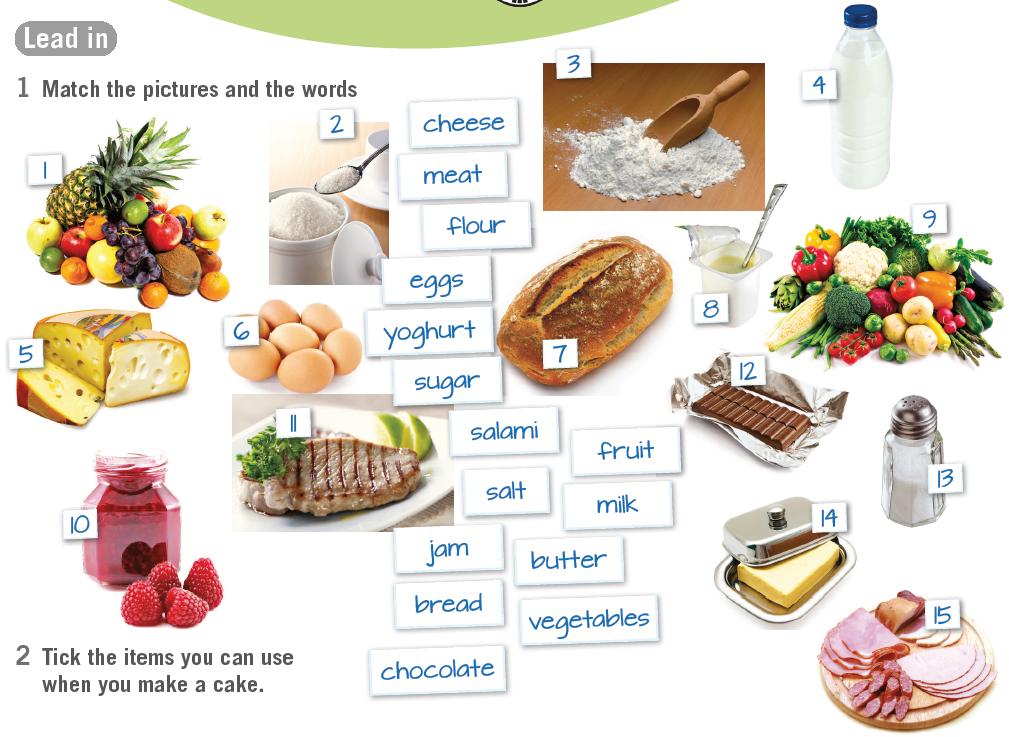 Lead in
1 Match the pictures and the words
1
2
3
4
5
6
7
8
9
10
11
12
13
14
15
cheese
meat
flour
eggs
yoghurt
sugar
salami
fruit
salt
milk
jam
butter
bread
vegetables
chocolate
2 Tick the items you can use
when you make a cake.